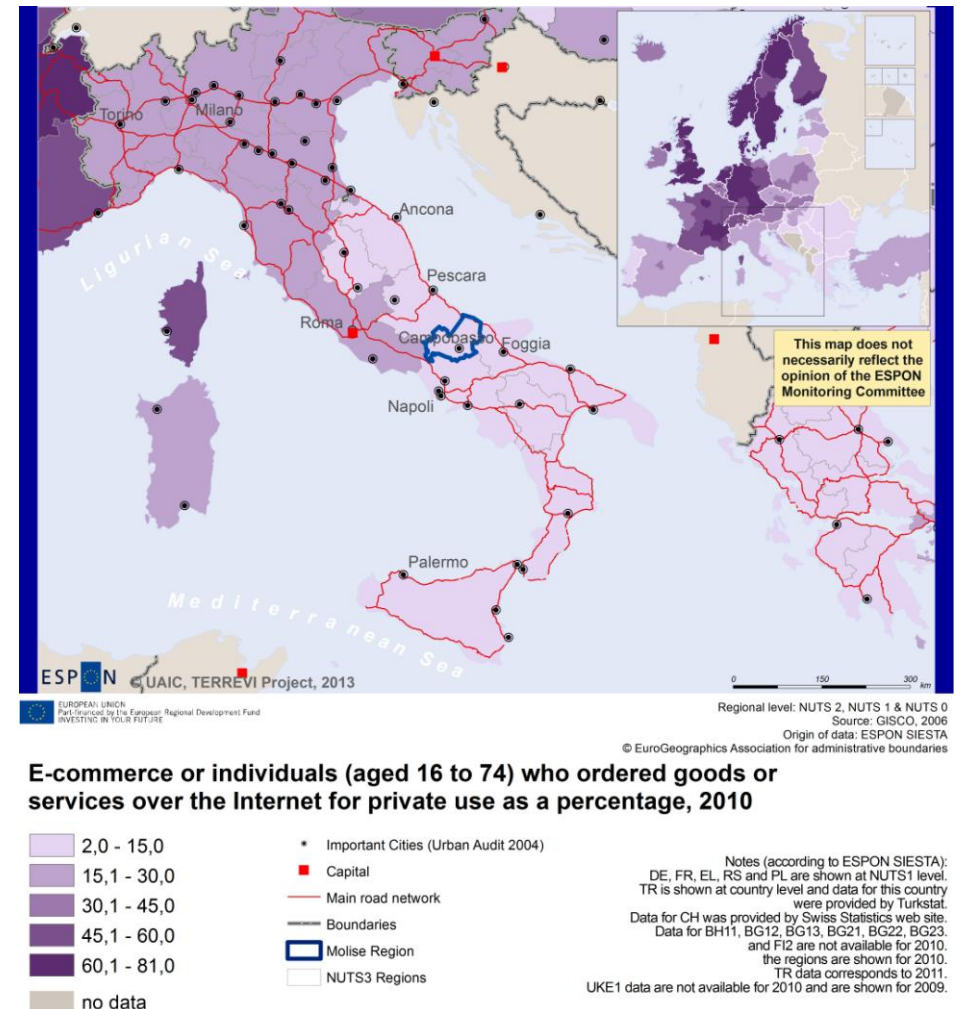 Torino
Milano
Ancona
Ligurian Sea
Pescara
Roma
Campobasso
Foggia
This map does not
necessarily reflect the
opinion of the ESPON
Monitoring Committee
Napoli
Palermo
Mediterranean Sea
ESPON © UAIC, TERREVI Project, 2013
0 150 300
km
EUROPEAN UNION
Part-financed by the European Regional Development Fund
INVESTING IN YOUR FUTURE
Regional level: NUTS 2, NUTS 1 & NUTS 0
Source: GISCO, 2006
Origin of data: ESPON SIESTA
© EuroGeographics Association for administrative boundaries
E-commerce or individuals (aged 16 to 74) who ordered goods or
services over the Internet for private use as a percentage, 2010
2,0 - 15,0
15,1 - 30,0
30,1 - 45,0
45,1 - 60,0
60,1 - 81,0
no data
Important Cities (Urban Audit 2004)
Capital
Main road network
Boundaries
Molise Region
NUTS3 Regions
Notes (according to ESPON SIESTA):
DE, FR, EL, RS and PL are shown at NUTS1 level.
TR is shown at country level and data for this country
were provided by Turkstat.
Data for CH was provided by Swiss Statistics web site.
Data for BH11, BG12, BG13, BG21, BG22, BG23.
and FI2 are not available for 2010.
the regions are shown for 2010.
TR data corresponds to 2011.
UKE1 data are not available for 2010 and are shown for 2009.